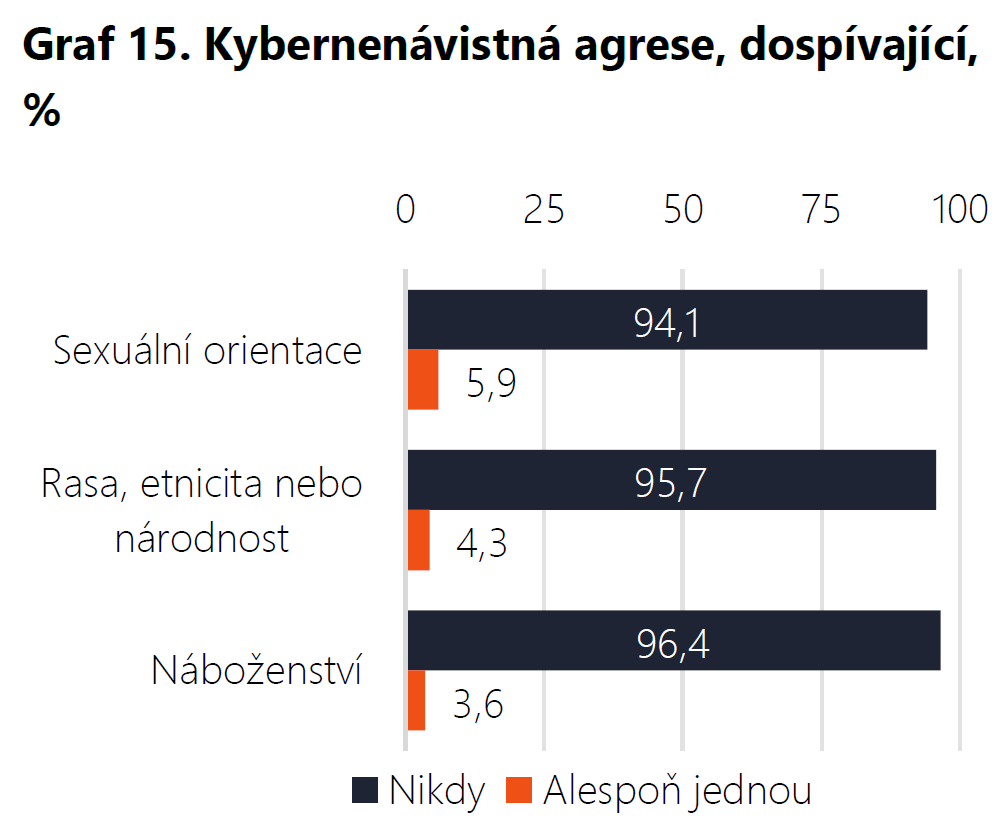 Graf 15. Kybernenávistná agrese, dospívající,
%
0 25 50 75 100
Sexuální orientace
94,1
5,9
Rasa, etnicita nebo
národnost
95,7
4,3
Náboženství
96,4
3,6
Nikdy Alespoň jednou